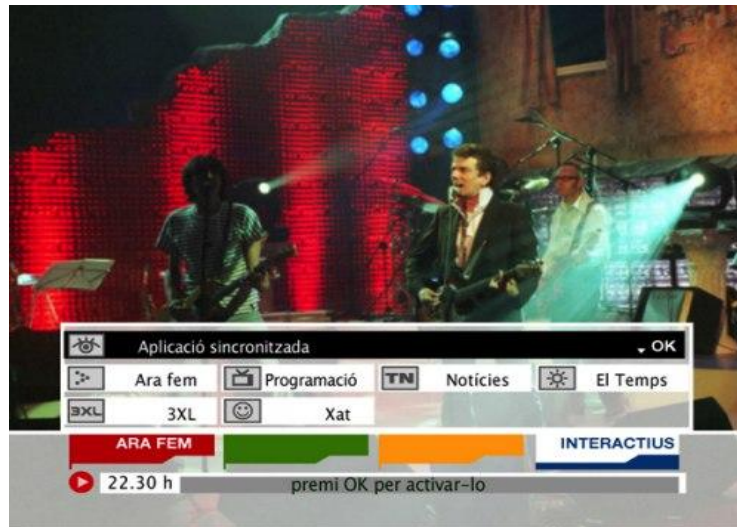 Aplicació sincronitzada OK
Ara fem Programació TN Notícies El Temps
3XL 3XL Xat
ARA FEM INTERACTIUS
22.30 h premi OK per activar-lo